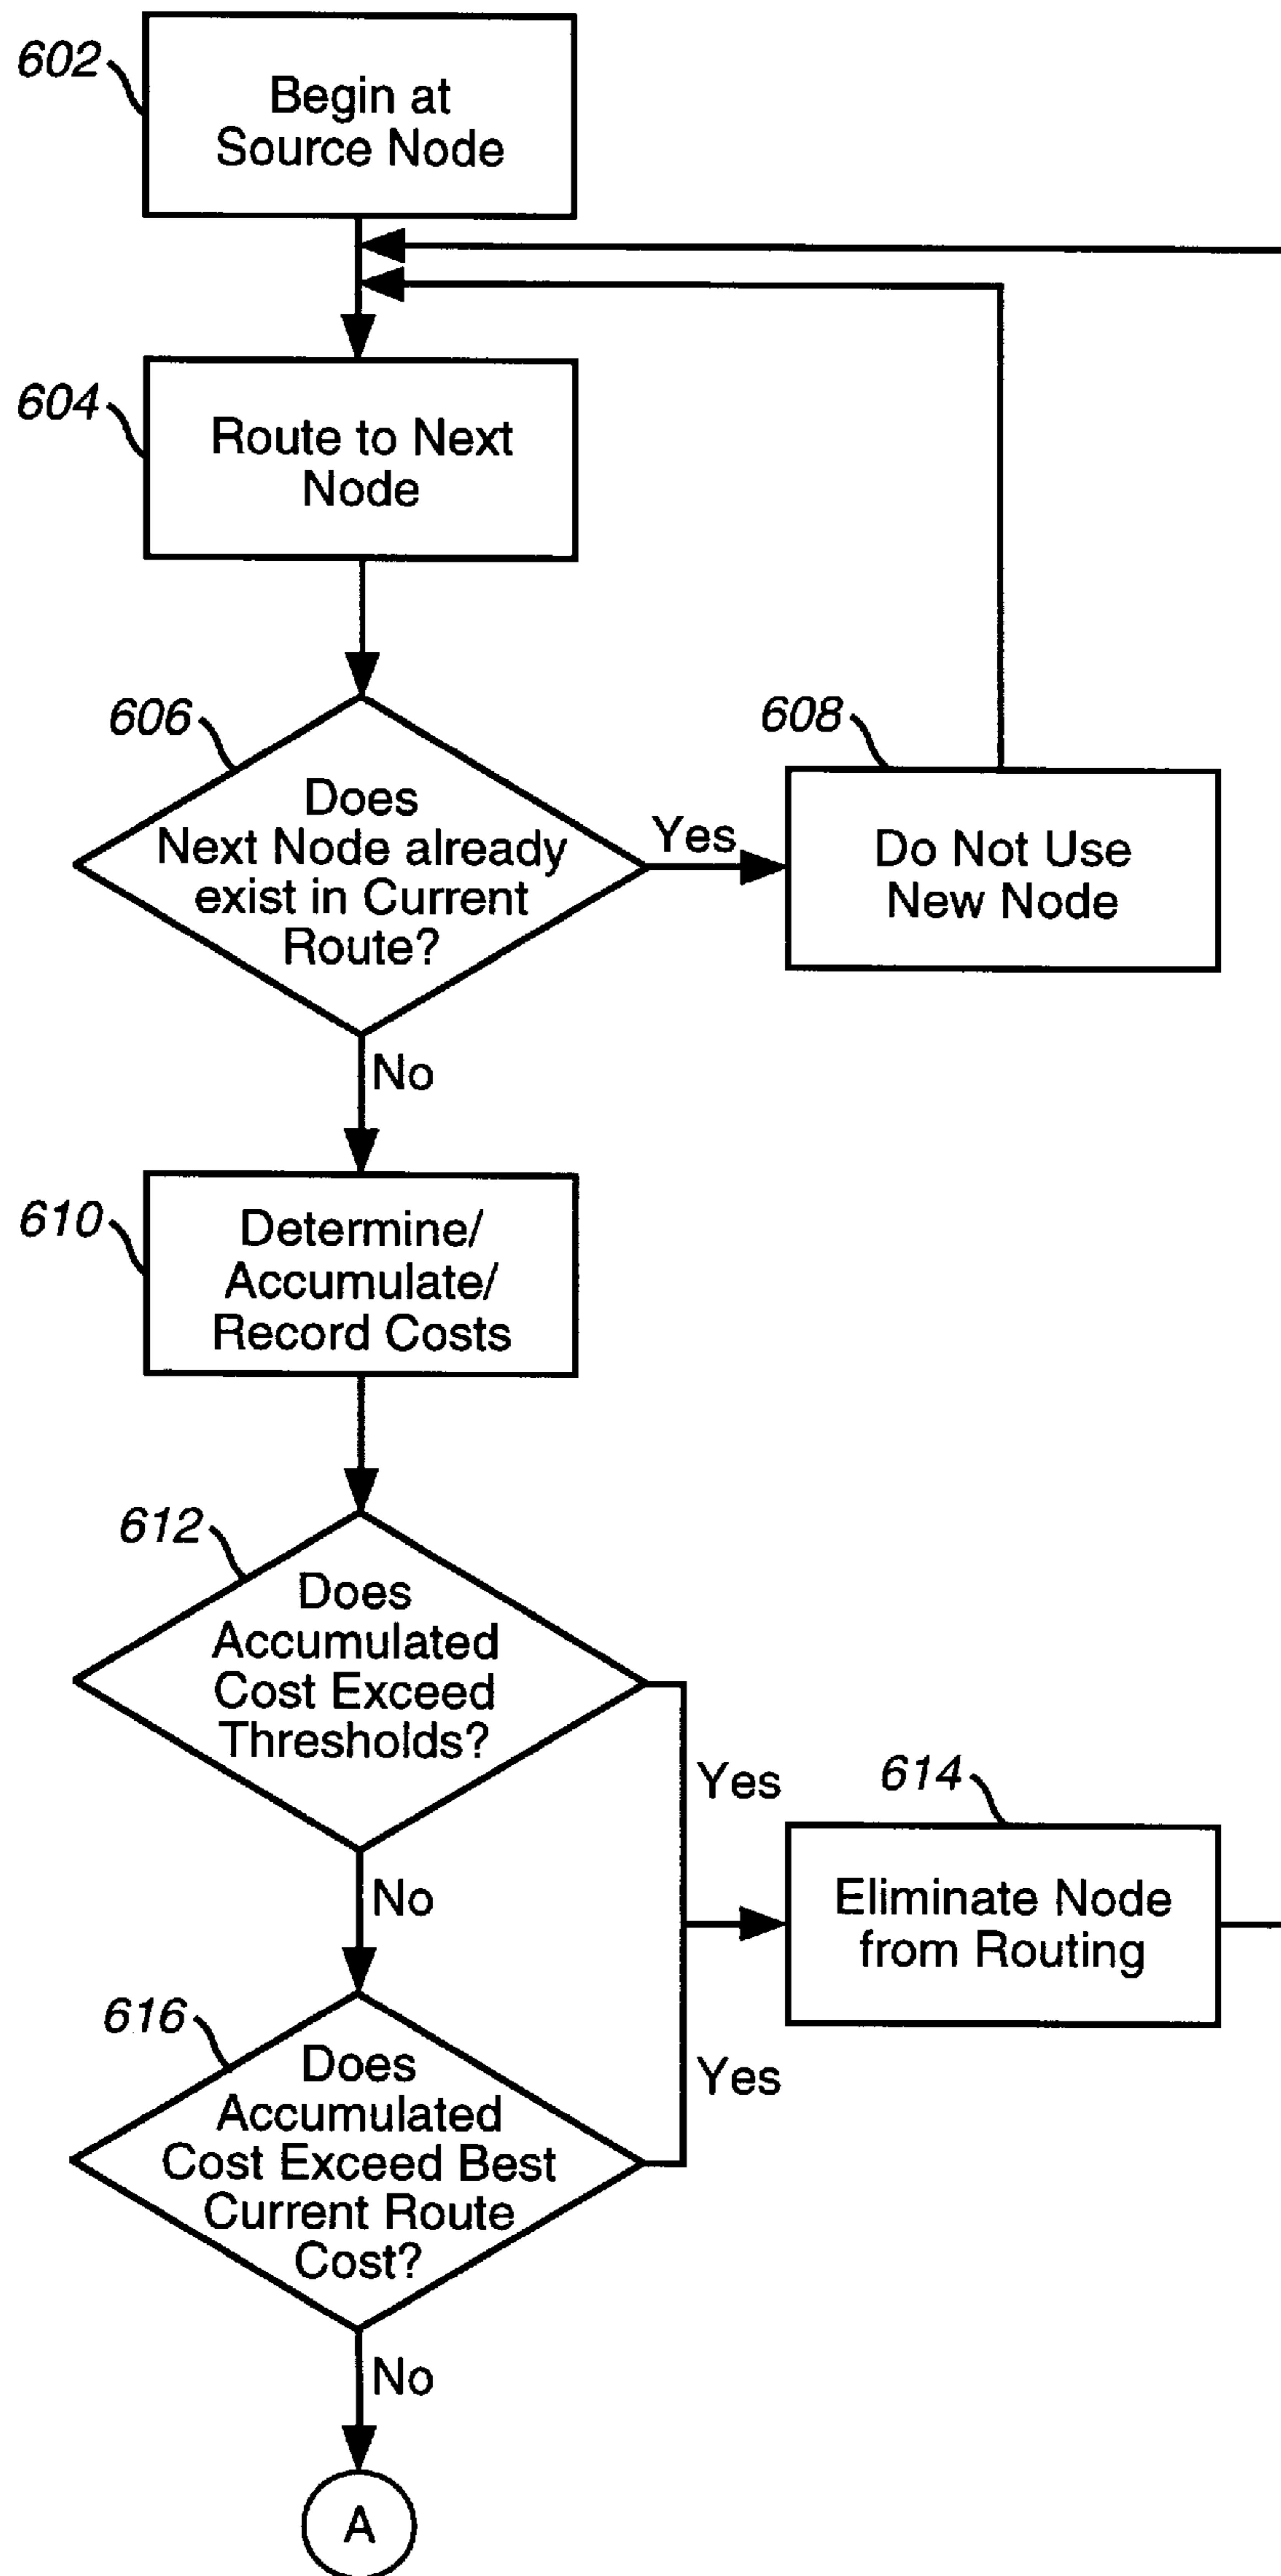 602
Begin at
Source Node
604
Route to Next
Node
606
Does
Next Node already
exist in Current
Route?
Yes
608
Do Not Use
New Node
No
610
Determine/
Accumulate/
Record Costs
612
Does
Accumulated
Cost Exceed
Thresholds?
Yes
614
Eliminate Node
from Routing
No
616
Does
Accumulated
Cost Exceed Best
Current Route
Cost?
Yes
No
A